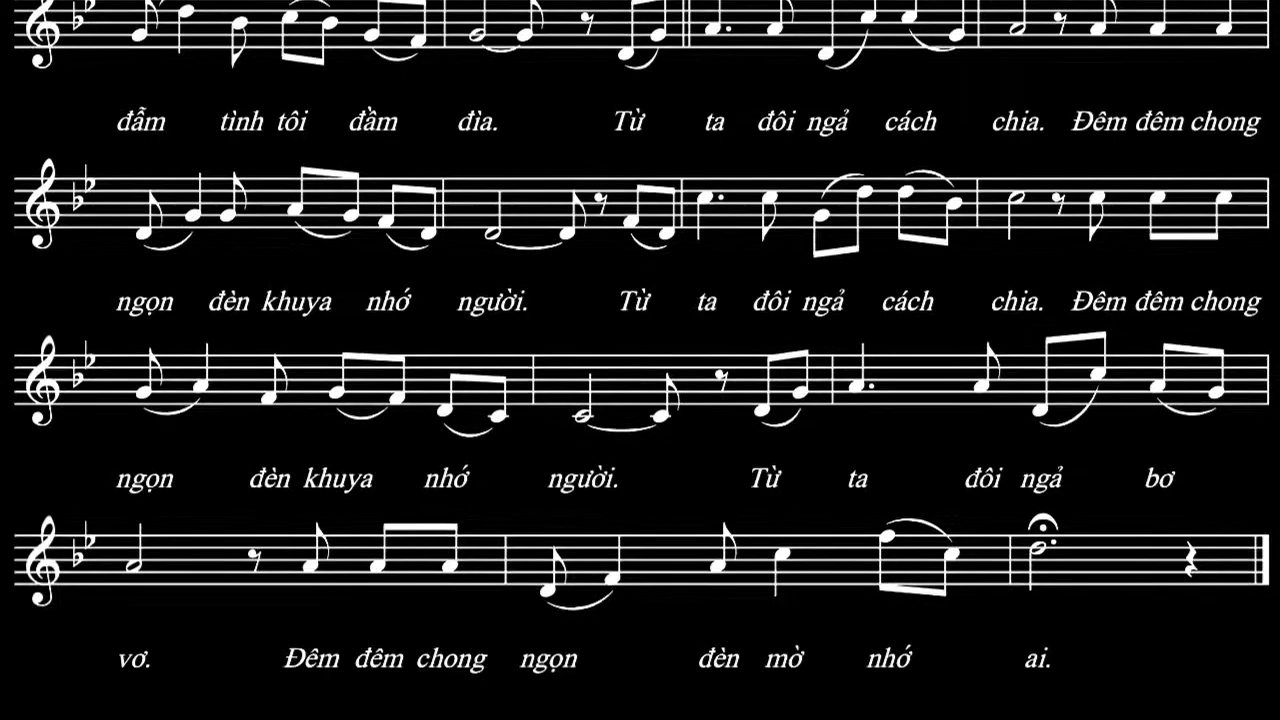 đẫm tình tôi đầm đìa. Từ ta đôi ngả cách chia. Đêm đêm chong
ngọn đèn khuya nhớ người. Từ ta đôi ngả cách chia. Đêm đêm chong
ngọn đèn khuya nhớ người. Từ ta đôi ngả bơ
vơ. Đêm đêm chong ngọn đèn mờ nhớ ai.